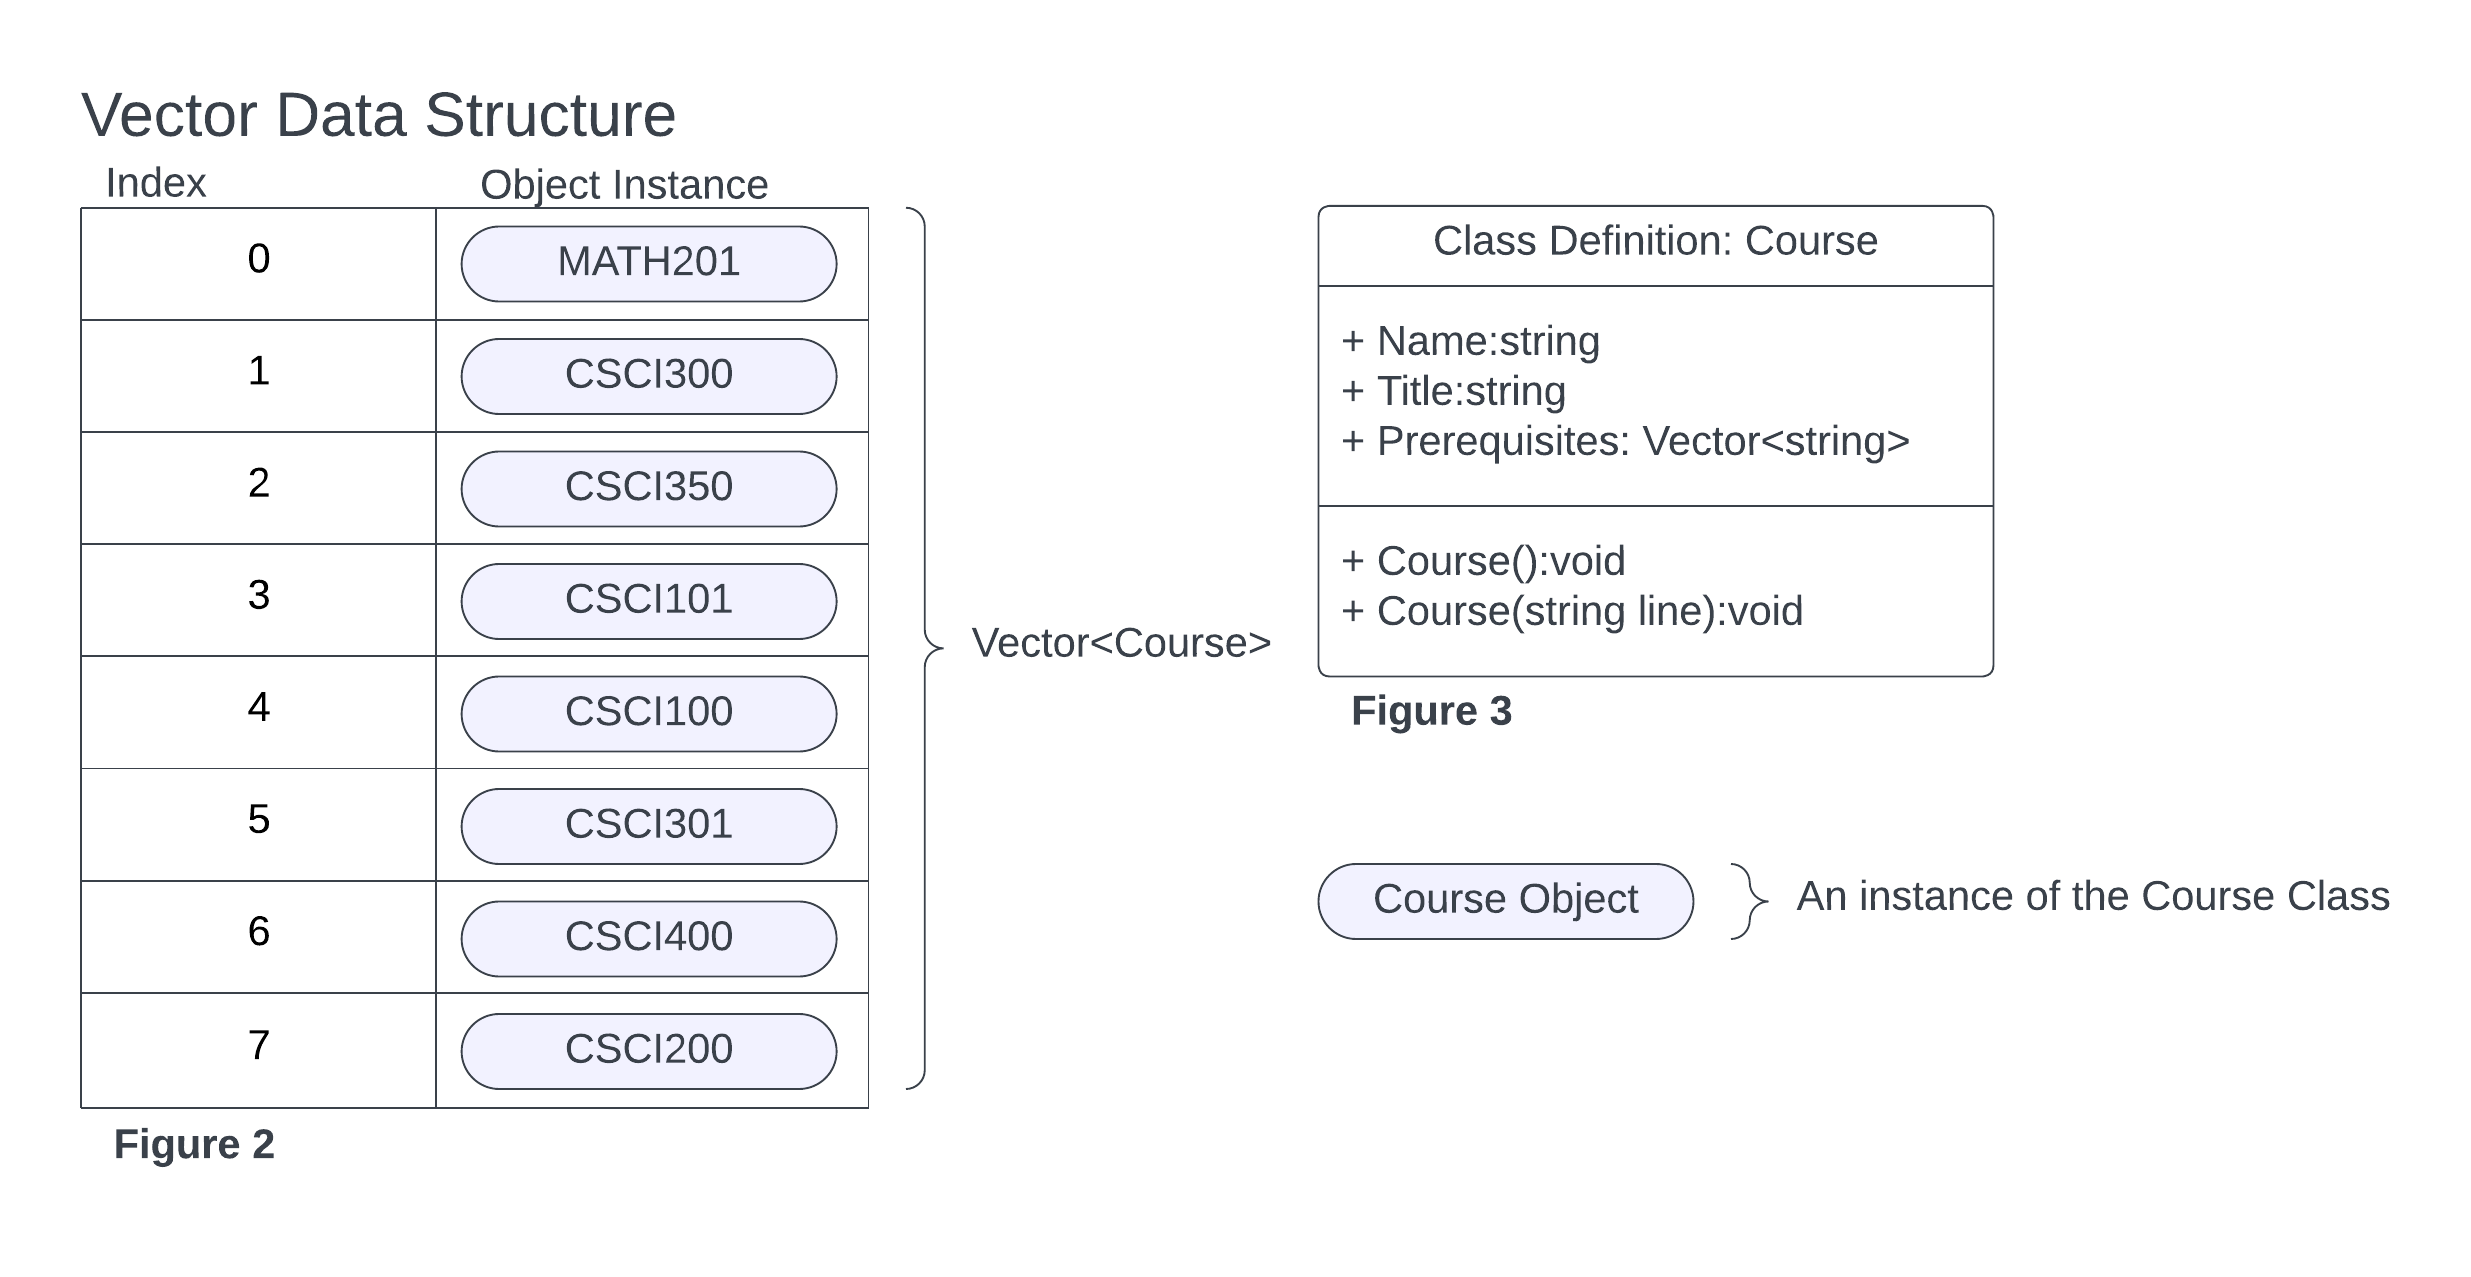 Vector Data Structure
Index Object Instance
0 MATH201
1 CSCI300
2 CSCI350
3 CSCI101
4 CSCI100
5 CSCI301
6 CSCI400
7 CSCI200
Figure 2
Vector<Course>
Class Definition: Course
+ Name:string
+ Title:string
+ Prerequisites: Vector<string>
+ Course():void
+ Course(string line):void
Figure 3
Course Object
An instance of the Course Class